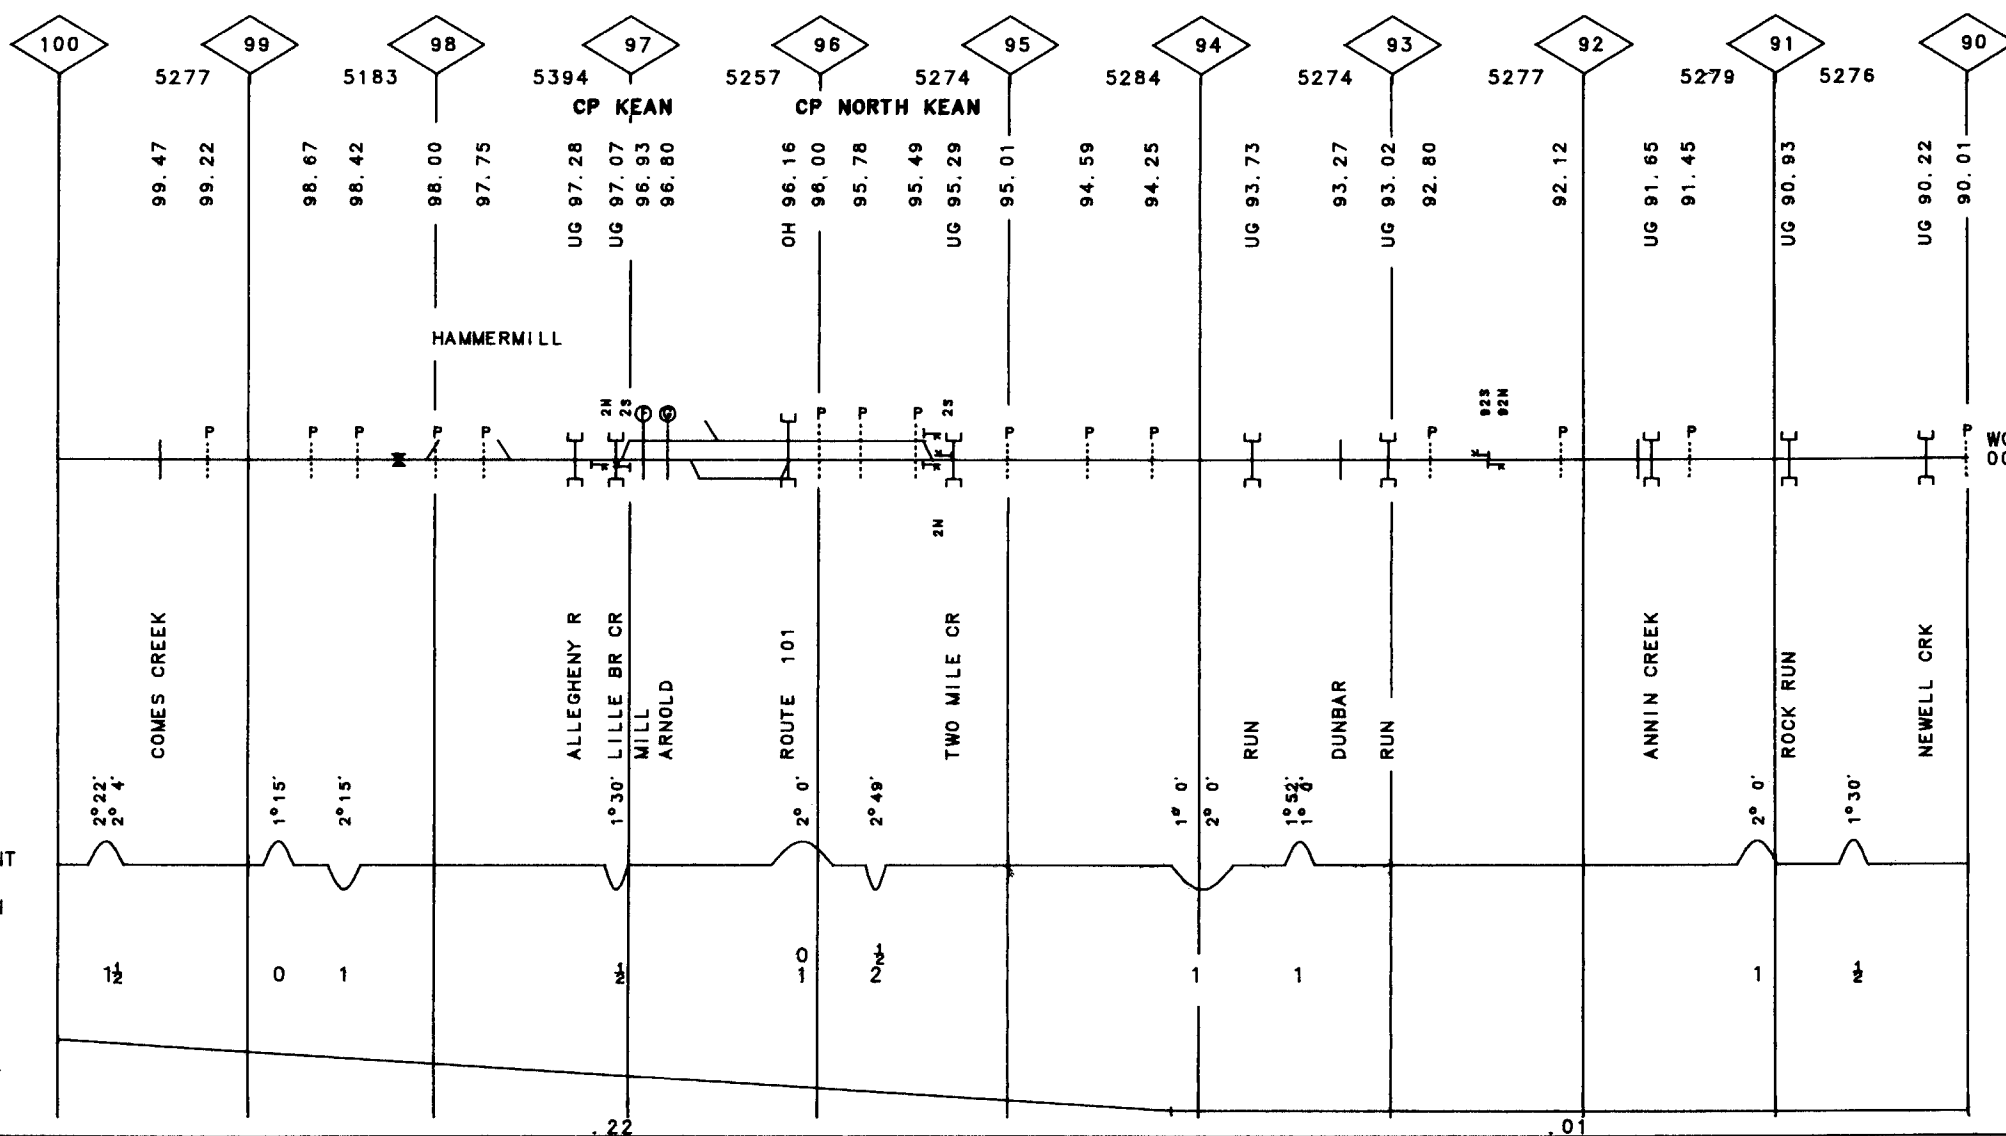 100 99 98 97 96 95 94 93 92 91 90
5277 5183 5394 5257 5274 5284 5274 5277 5279 5276
CP KEAN CP NORTH KEAN
99.47
99.22
98.67
98.42
98.00
97.75
UG 97.28
UG 97.07
96.93
96.80
OH 96.16
96.00
95.78
95.49
UG 95.29
95.01
94.59
94.25
UG 93.73
93.27
UG 93.02
92.80
92.12
UG 91.65
91.45
UG 90.93
UG 90.22
90.01
HAMMERMILL
2N
2S
2S
92S
92N
F G
P P P P
P P P P P P P P P P P
2N
COMES CREEK
ALLEGHENY R
LILLE BR CR
MILL
ARNOLD
ROUTE 101
TWO MILE CR
RUN
DUNBAR
RUN
ANNIN CREEK
ROCK RUN
NEWELL CRK
2° 22'
2° 4'
1° 15'
2° 15'
1° 30'
2° 0'
2° 49'
1° 0'
2° 0'
1° 52'
1° 0'
2° 0'
1° 30'
0 ½
1½ 0 1 ½ 1 2 1 1 1 ½
.22 .01